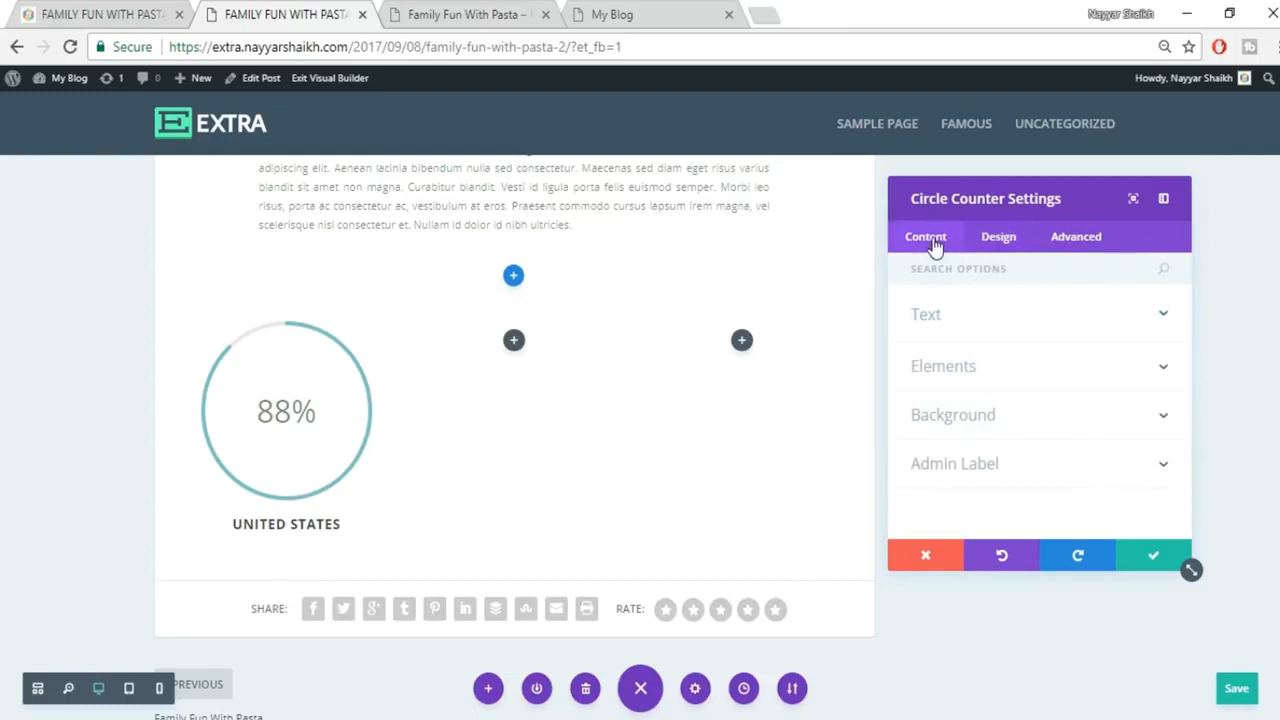 FAMILY FUN WITH PASTA
FAMILY FUN WITH PASTA
Family Fun With Pasta –
My Blog
Nayyar Shaikh
Secure
https://extra.nayyarshaikh.com/2017/09/08/family-fun-with-pasta-2/?et_fb=1
My Blog
1
0
New
Edit Post
Exit Visual Builder
Howdy, Nayyar Shaikh
EXTRA
SAMPLE PAGE
FAMOUS
UNCATEGORIZED
adipiscing elit. Aenean lacinia bibendum nulla sed consectetur. Maecenas sed diam eget risus varius
blandit sit amet non magna. Curabitur blandit. Vesti id ligula porta felis euismod semper. Morbi leo
risus, porta ac consectetur ac, vestibulum at eros. Praesent commodo cursus lapsum irem magna, vel
scelerisque nisl consectetur et. Nullam id dolor id nibh ultricies.
Circle Counter Settings
Content
Design
Advanced
SEARCH OPTIONS
Text
Elements
Background
Admin Label
88%
UNITED STATES
SHARE:
RATE:
PREVIOUS
Family Fun With Pasta
Save